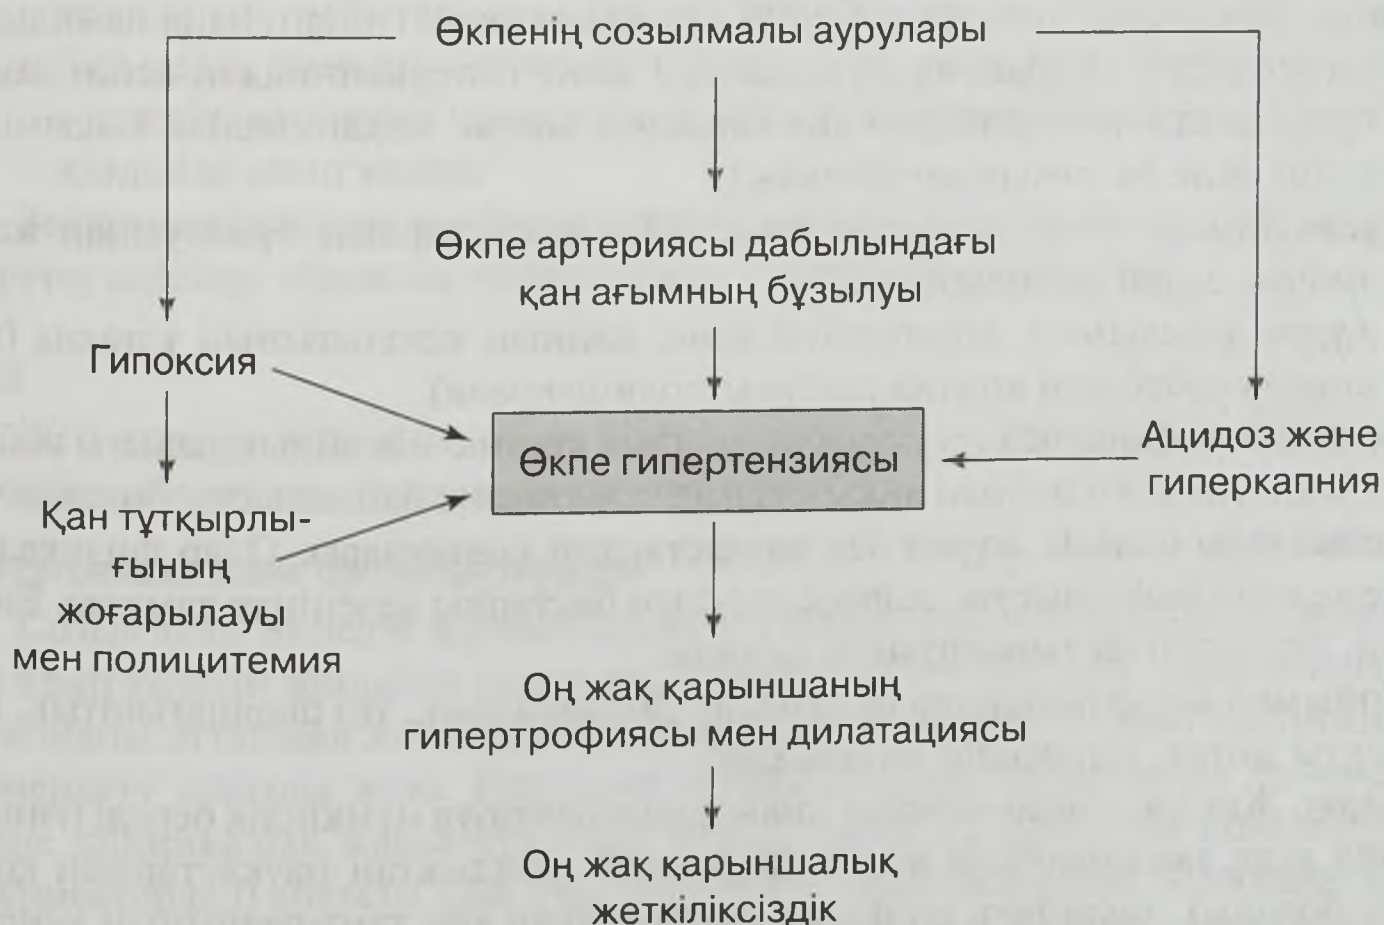 Өкпенің созылмалы аурулары
Өкпе артериясы дабылындағы
қан ағымның бұзылуы
Гипоксия
Өкпе гипертензиясы
Ацидоз және
гиперкапния
Қан тұтқырлы-
ғының
жоғарылауы
мен полицитемия
Оң жақ қарыншаның
гипертрофиясы мен дилатациясы
Оң жақ қарыншалық
жеткіліксіздік